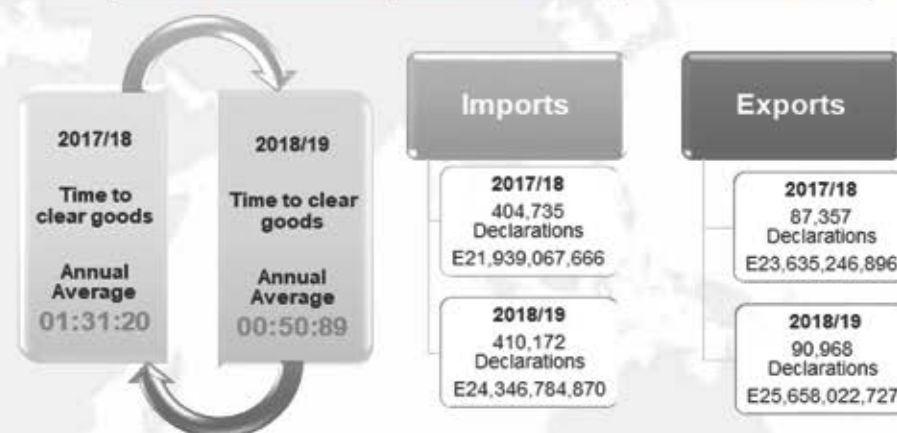 2017/18
Time to
clear goods
Annual
Average
01:31:20
2018/19
Time to clear
goods
Annual
Average
00:50:89
Imports
2017/18
404,735
Declarations
E21,939,067,666
2018/19
410,172
Declarations
E24,346,784,870
Exports
2017/18
87,357
Declarations
E23,635,246,896
2018/19
90,968
Declarations
E25,658,022,727